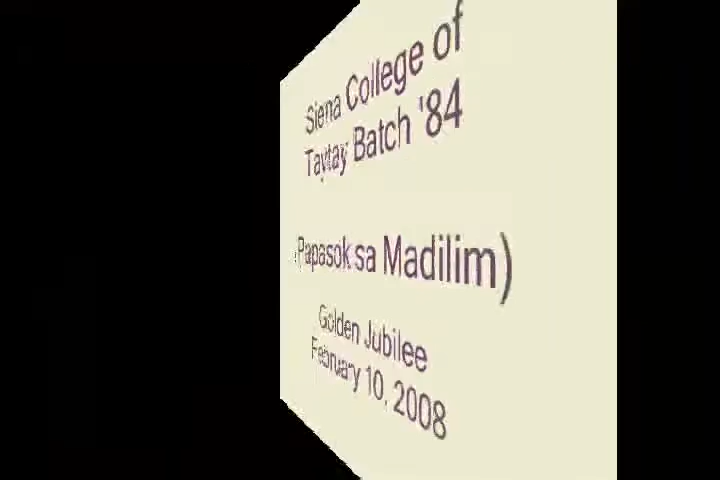 Siena College of
Taytay Batch '84
(Papasok sa Madilim)
Golden Jubilee
February 10, 2008